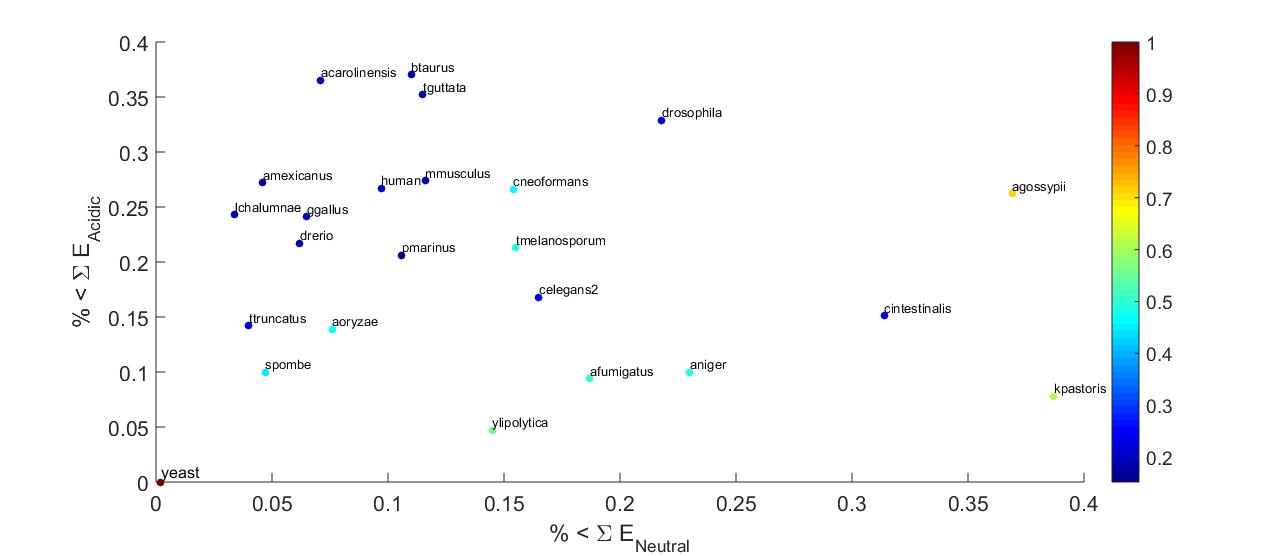 0.4
0.35
0.3
0.25
0.2
0.15
0.1
0.05
0
% < Σ E Acidic
acarolinensis
btaurus
tguttata
drosophila
amexicanus
human
mmusculus
cneoformans
agossypii
lchalumnae
ggallus
drerio
tmelanosporum
pmarinus
celegans2
cintestinalis
ttruncatus
aoryzae
spombe
afumigatus
aniger
kpastoris
ylipolytica
yeast
0
0.05
0.1
0.15
0.2
0.25
0.3
0.35
0.4
% < Σ E Neutral
1
0.9
0.8
0.7
0.6
0.5
0.4
0.3
0.2